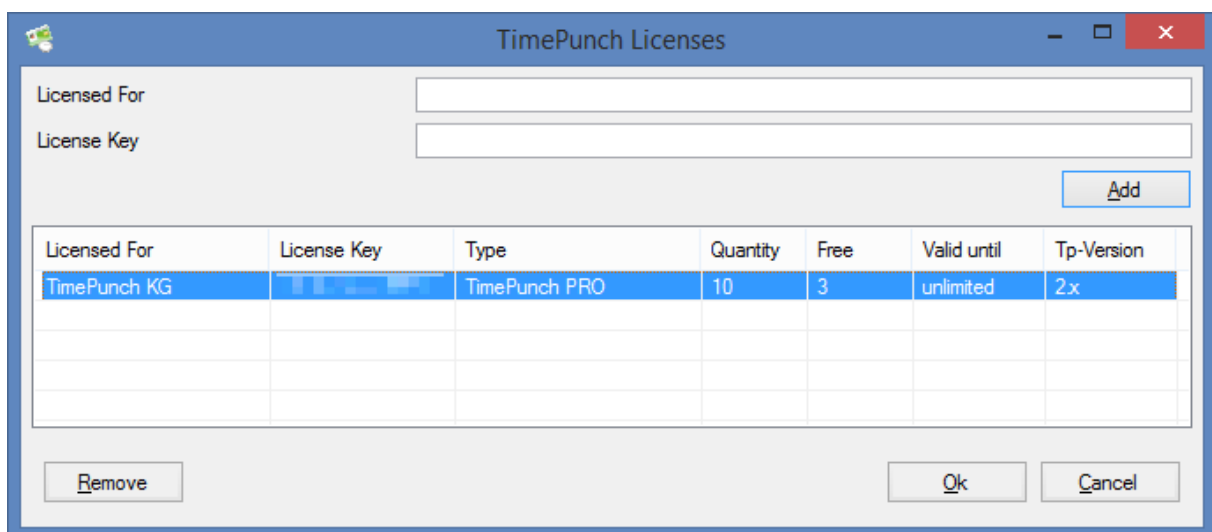 TimePunch Licenses
Licensed For
License Key
Add
Licensed For License Key Type Quantity Free Valid until Tp-Version
TimePunch KG TimePunch PRO 10 3 unlimited 2.x
Remove Ok Cancel